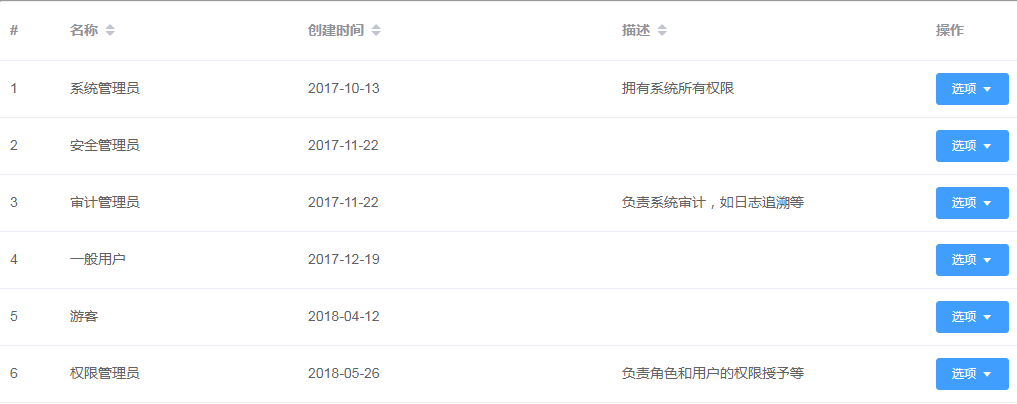 # 名称 创建时间 描述 操作
1 系统管理员 2017-10-13 拥有系统所有权限 选项
2 安全管理员 2017-11-22 选项
3 审计管理员 2017-11-22 负责系统审计，如日志追溯等 选项
4 一般用户 2017-12-19 选项
5 游客 2018-04-12 选项
6 权限管理员 2018-05-26 负责角色和用户的权限授予等 选项